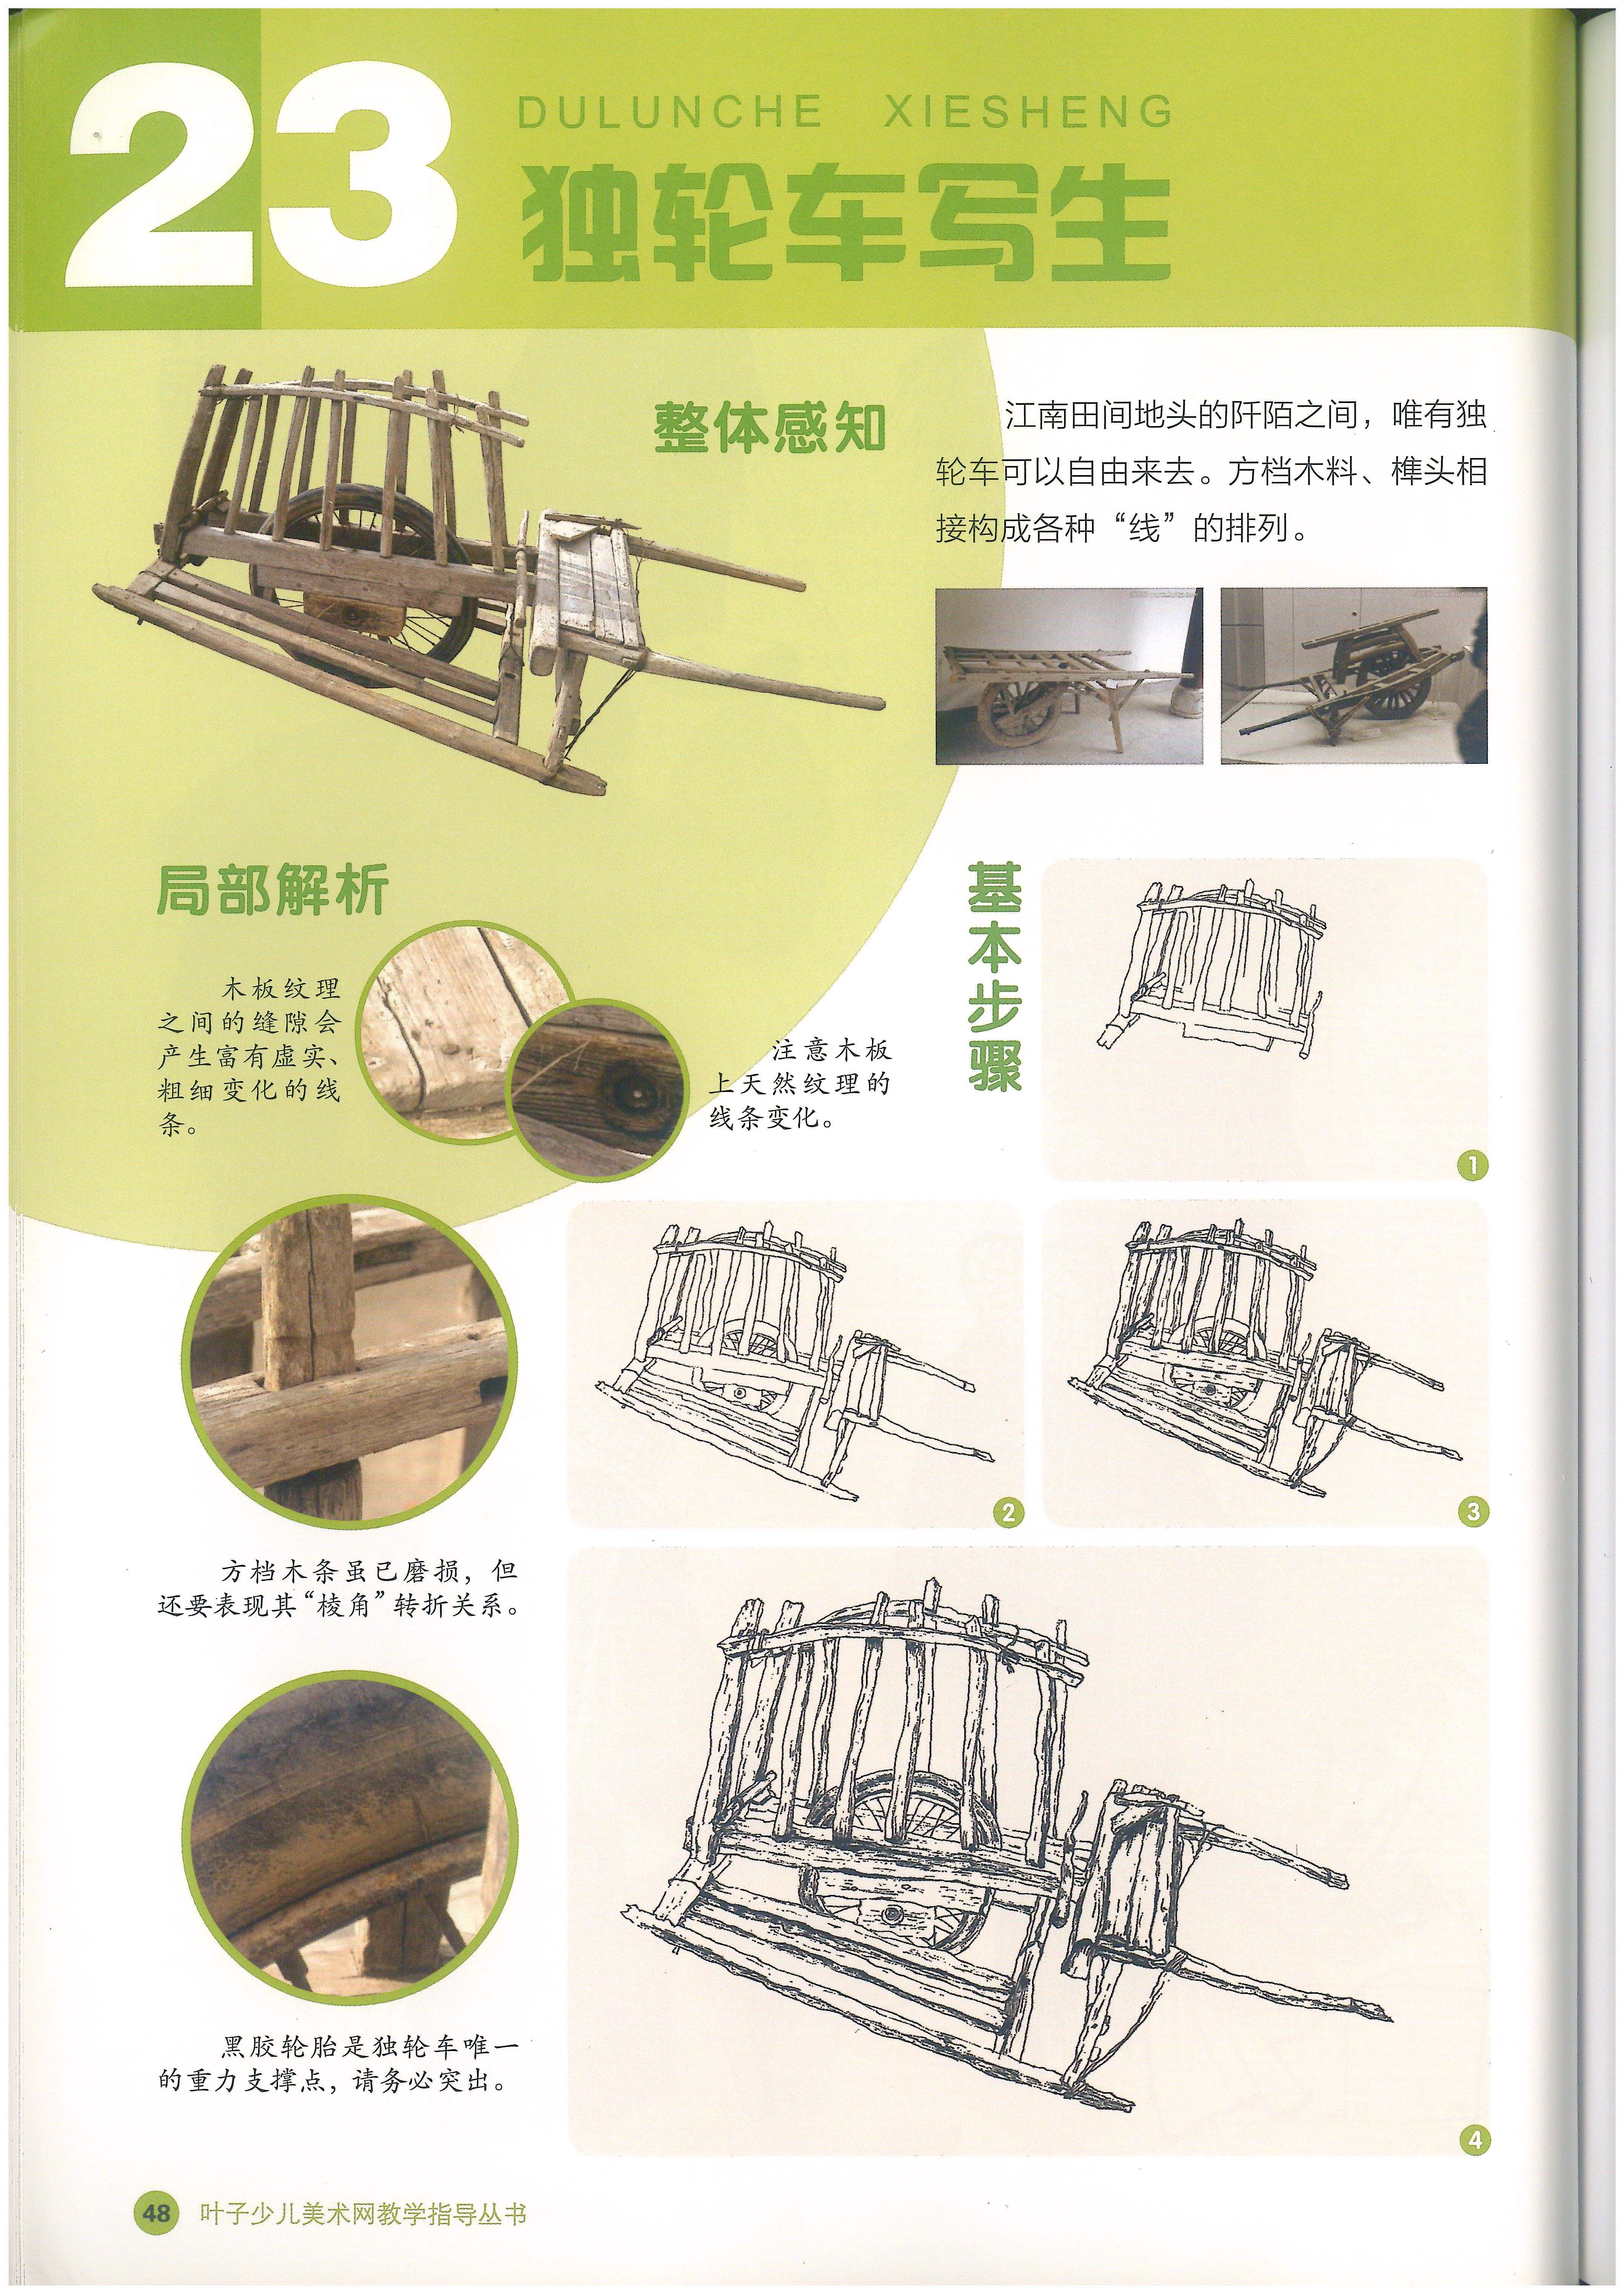 23
DULUNCHE XIESHENG
独轮车写生
整体感知
江南田间地头的阡陌之间，唯有独
轮车可以自由来去。方档木料、榫头相
接构成各种“线”的排列。
局部解析
木板纹理
之间的缝隙会
产生富有虚实、
粗细变化的线
条。
注意木板
上天然纹理的
线条变化。
方档木条虽已磨损，但
还要表现其“棱角”转折关系。
黑胶轮胎是独轮车唯一
的重力支撑点，请务必突出。
基本步骤
1
2
3
4
48 叶子少儿美术网教学指导丛书